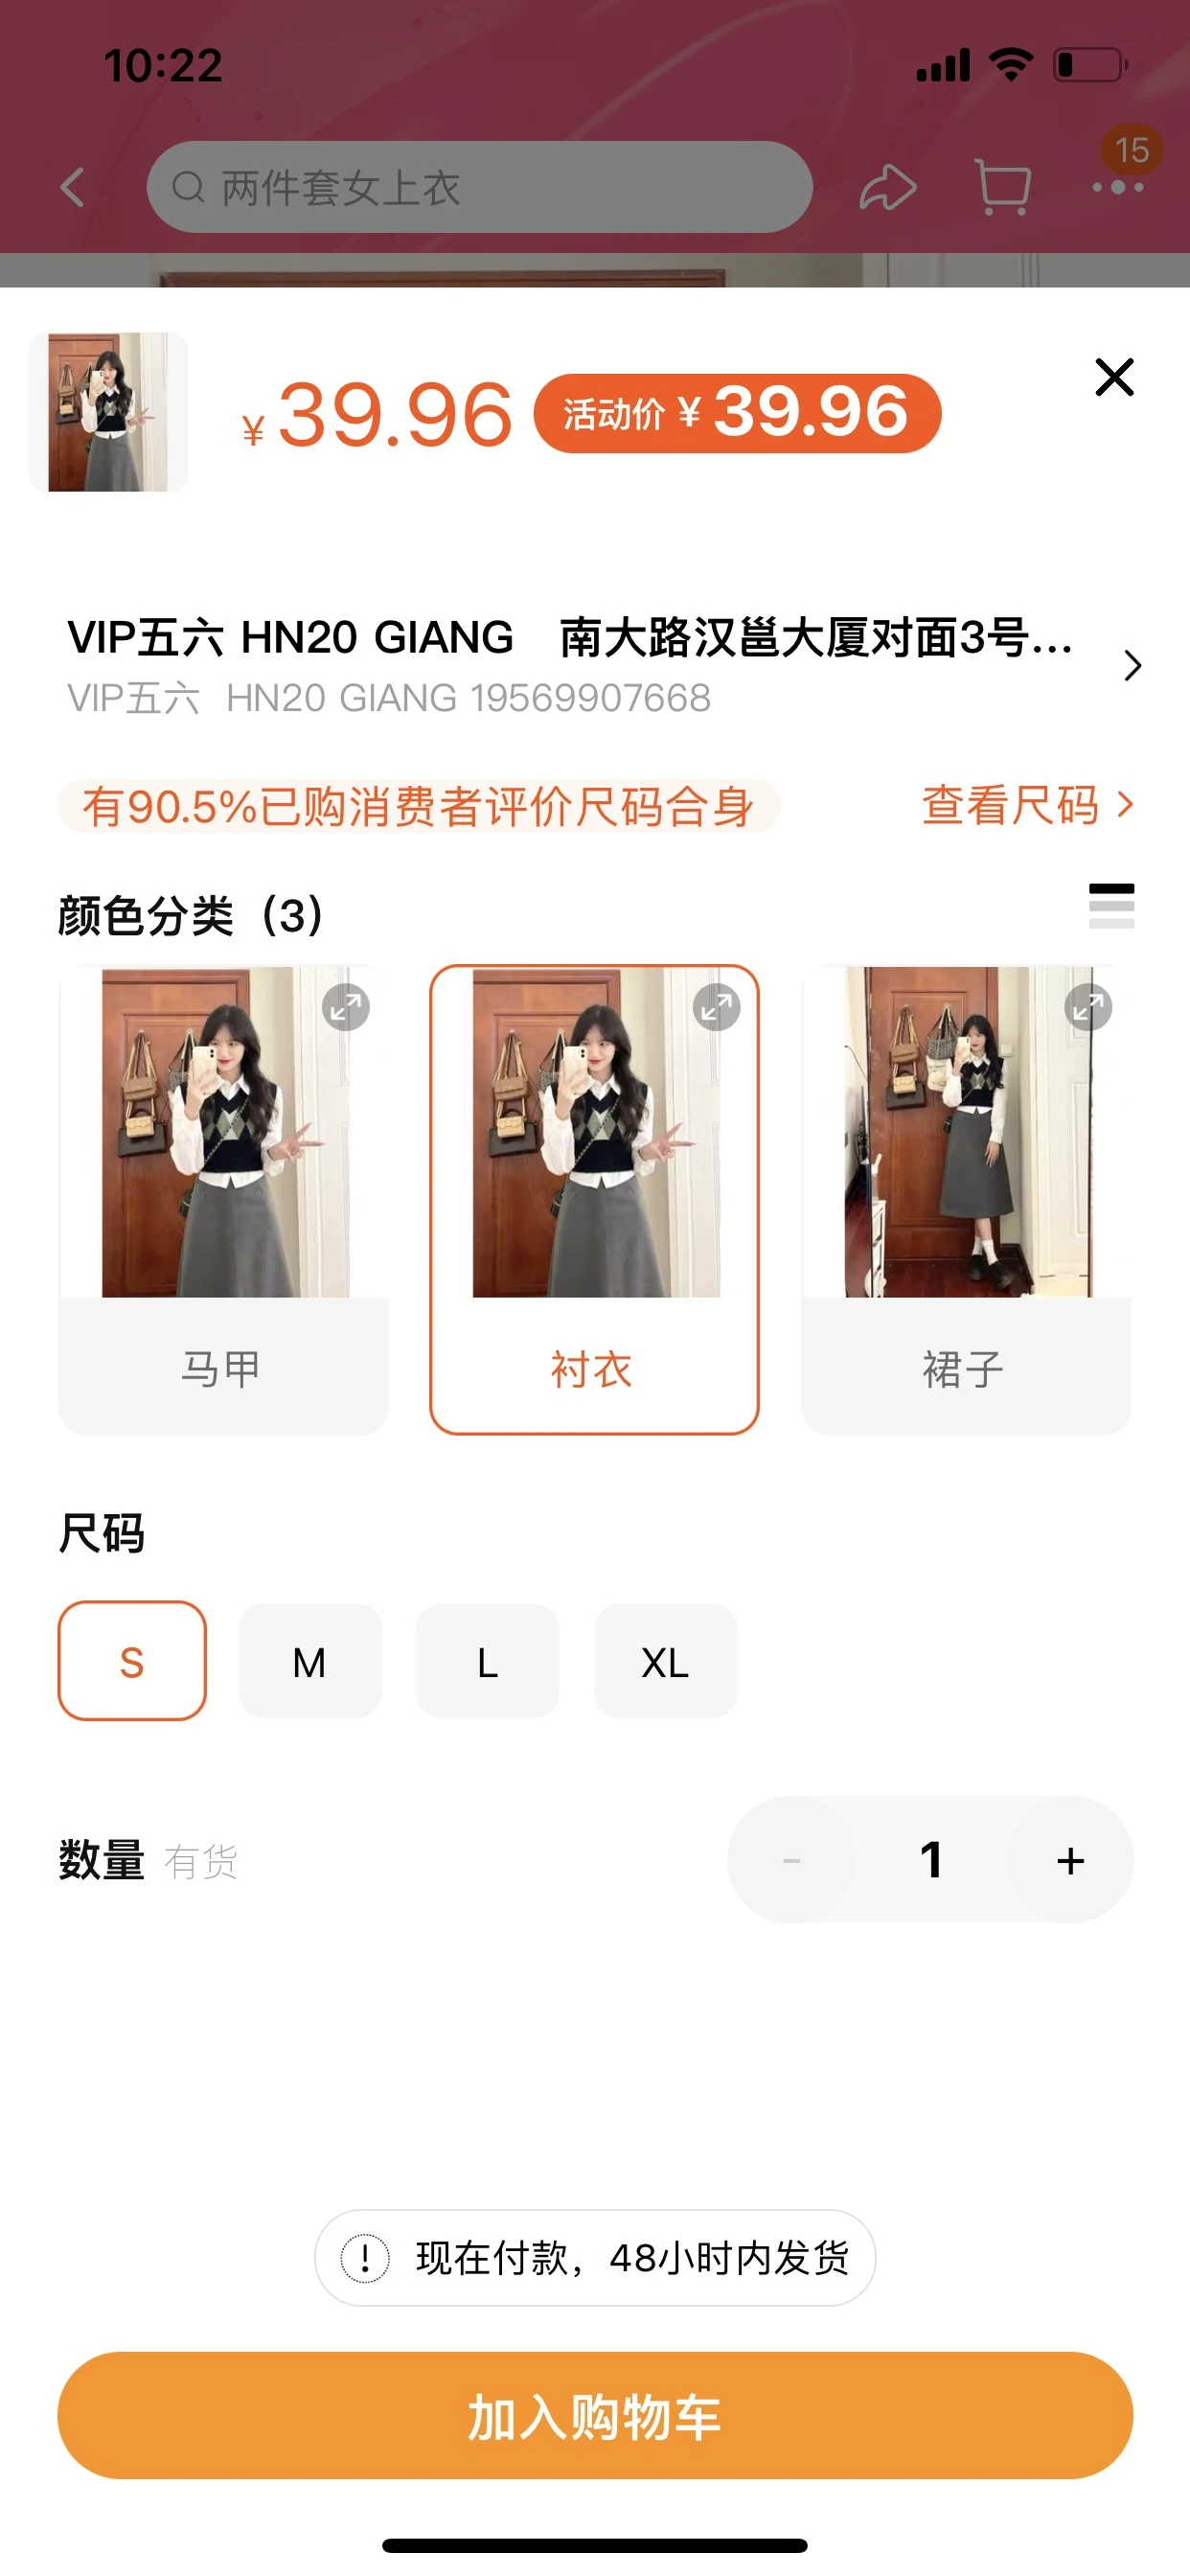 10:22
两件套女上衣
15
¥39.96 活动价 ¥39.96
VIP五六 HN20 GIANG 南大路汉邕大厦对面3号...
VIP五六 HN20 GIANG 19569907668
有90.5%已购消费者评价尺码合身 查看尺码
颜色分类（3）
马甲 衬衣 裙子
尺码
S M L XL
数量 有货 - 1 +
! 现在付款，48小时内发货
加入购物车